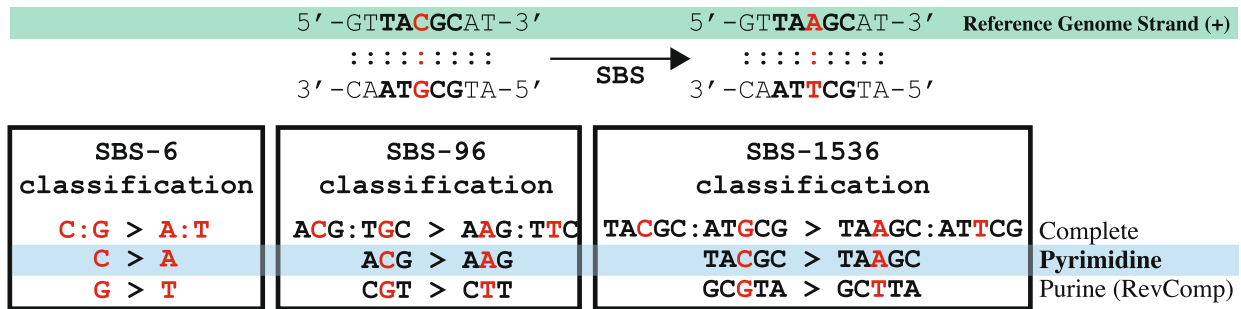 5′-GTTACGCAT-3′ 5′-GTTAAGCAT-3′ Reference Genome Strand (+)
::::::::: :::::::::
SBS
3′-CAATGCGTA-5′ 3′-CAATTCGTA-5′
SBS-6 SBS-96 SBS-1536
classification classification classification
C:G > A:T ACG:TGC > AAG:TTC TACGC:ATGCG > TAAGC:ATTCG Complete
C > A ACG > AAG TACGC > TAAGC Pyrimidine
G > T CGT > CTT GCGTA > GCTTA Purine (RevComp)